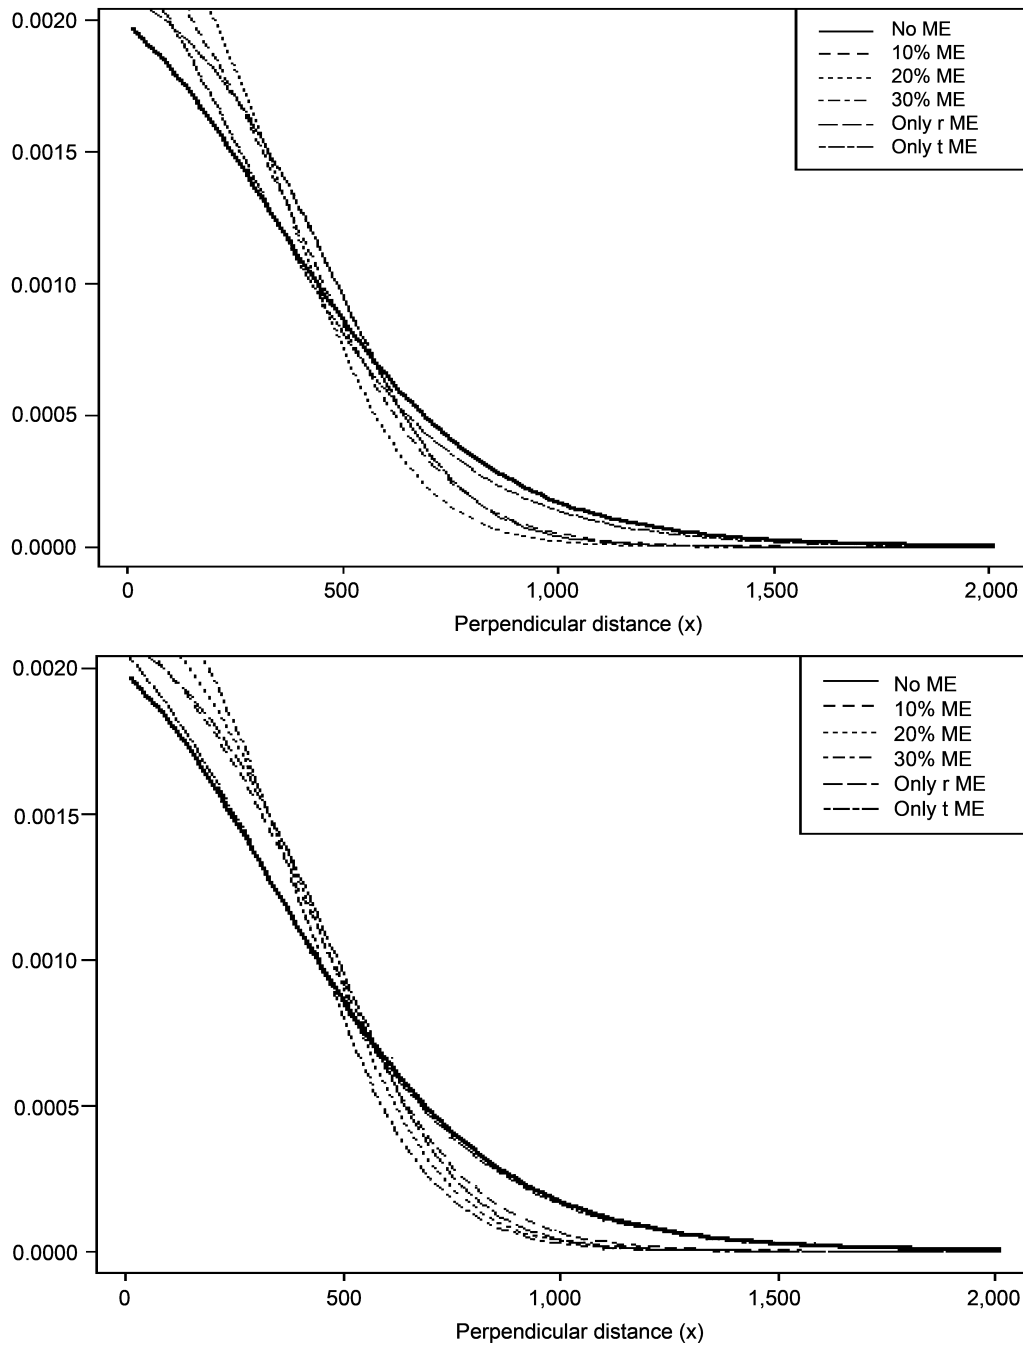 0.0020
0.0015
0.0010
0.0005
0.0000
No ME
10% ME
20% ME
30% ME
Only r ME
Only t ME
0 500 1,000 1,500 2,000
Perpendicular distance (x)
0.0020
0.0015
0.0010
0.0005
0.0000
No ME
10% ME
20% ME
30% ME
Only r ME
Only t ME
0 500 1,000 1,500 2,000
Perpendicular distance (x)